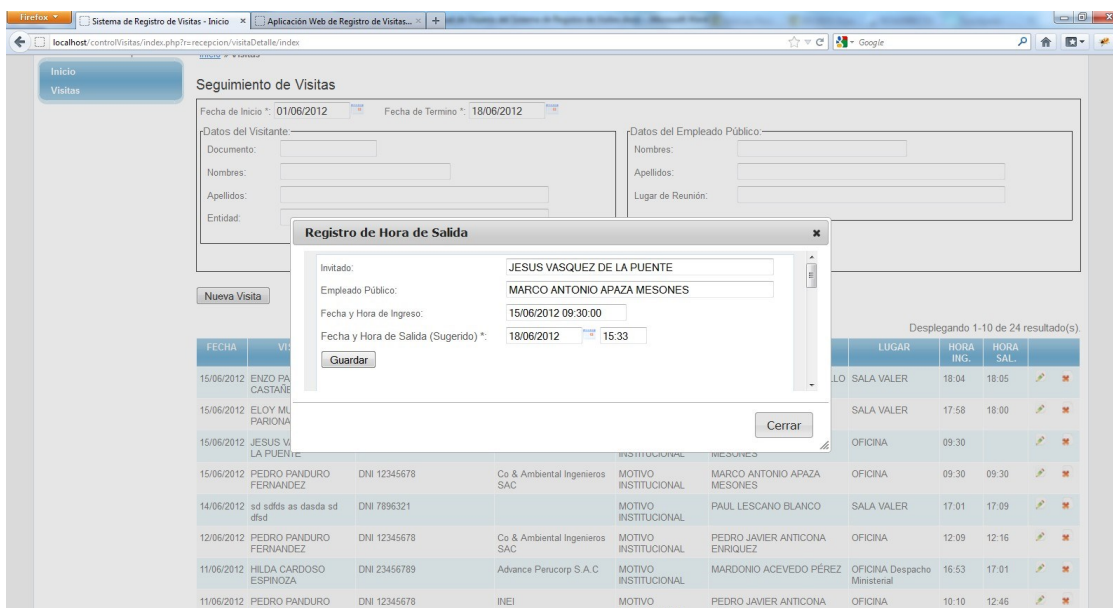 Firefox
Sistema de Registro de Visitas - Inicio × Aplicación Web de Registro de Visitas... × +
localhost/controlVisitas/index.php?r=recepcion/visitaDetalle/index Google
Inicio » Visitas
Inicio
Visitas
Seguimiento de Visitas
Fecha de Inicio *: 01/06/2012 Fecha de Termino *: 18/06/2012
Datos del Visitante: Datos del Empleado Público:
Documento: Nombres:
Nombres: Apellidos:
Apellidos: Lugar de Reunión:
Entidad:
Registro de Hora de Salida
Invitado: JESUS VASQUEZ DE LA PUENTE
Empleado Público: MARCO ANTONIO APAZA MESONES
Fecha y Hora de Ingreso: 15/06/2012 09:30:00
Fecha y Hora de Salida (Sugerido) *: 18/06/2012 15:33
Guardar
Cerrar
Nueva Visita
Desplegando 1-10 de 24 resultado(s).
FECHA LUGAR HORA ING. HORA SAL.
15/06/2012 ENZO SALA VALER 18:04 18:05
15/06/2012 ELOY PARIONA SALA VALER 17:58 18:00
15/06/2012 JESUS LA PUENTE INSTITUCIONAL MESONES OFICINA 09:30
15/06/2012 PEDRO PANDURO FERNANDEZ DNI 12345678 Co & Ambiental Ingenieros SAC MOTIVO INSTITUCIONAL MARCO ANTONIO APAZA MESONES OFICINA 09:30 09:30
14/06/2012 sd sdfds as dasda sd dfsd DNI 7896321 MOTIVO INSTITUCIONAL PAUL LESCANO BLANCO SALA VALER 17:01 17:09
12/06/2012 PEDRO PANDURO FERNANDEZ DNI 12345678 Co & Ambiental Ingenieros SAC MOTIVO INSTITUCIONAL PEDRO JAVIER ANTICONA ENRIQUEZ OFICINA 12:09 12:16
11/06/2012 HILDA CARDOSO ESPINOZA DNI 23456789 Advance Perucorp S.A.C MOTIVO INSTITUCIONAL MARDONIO ACEVEDO PÉREZ OFICINA Despacho Ministerial 16:53 17:01
11/06/2012 PEDRO PANDURO DNI 12345678 INEI MOTIVO PEDRO JAVIER ANTICONA OFICINA 10:10 12:46